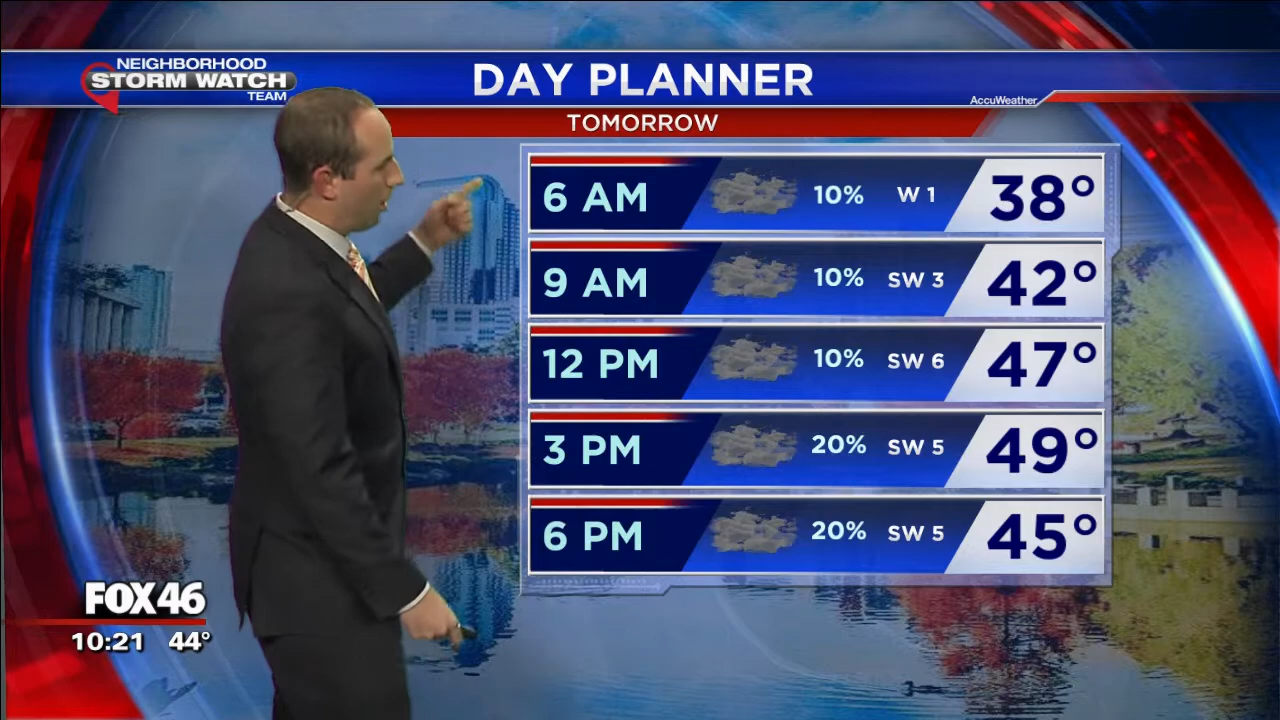 NEIGHBORHOOD
STORM WATCH
TEAM
DAY PLANNER
AccuWeather
TOMORROW
6 AM 10% W 1 38°
9 AM 10% SW 3 42°
12 PM 10% SW 6 47°
3 PM 20% SW 5 49°
6 PM 20% SW 5 45°
FOX 46
10:21 44°